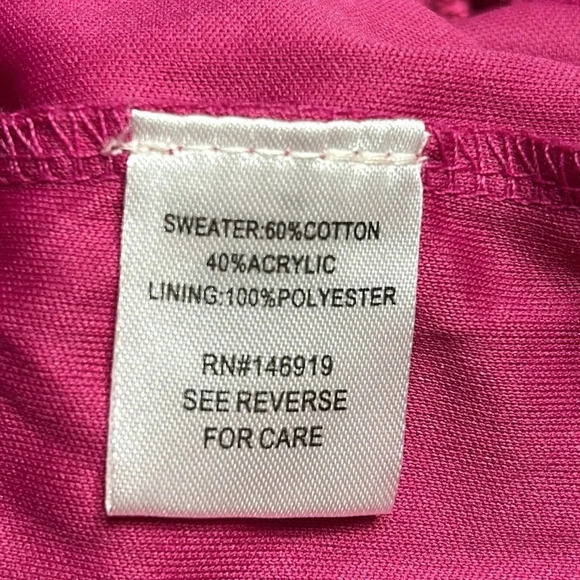 SWEATER:60%COTTON
40%ACRYLIC
LINING:100%POLYESTER
RN#146919
SEE REVERSE
FOR CARE